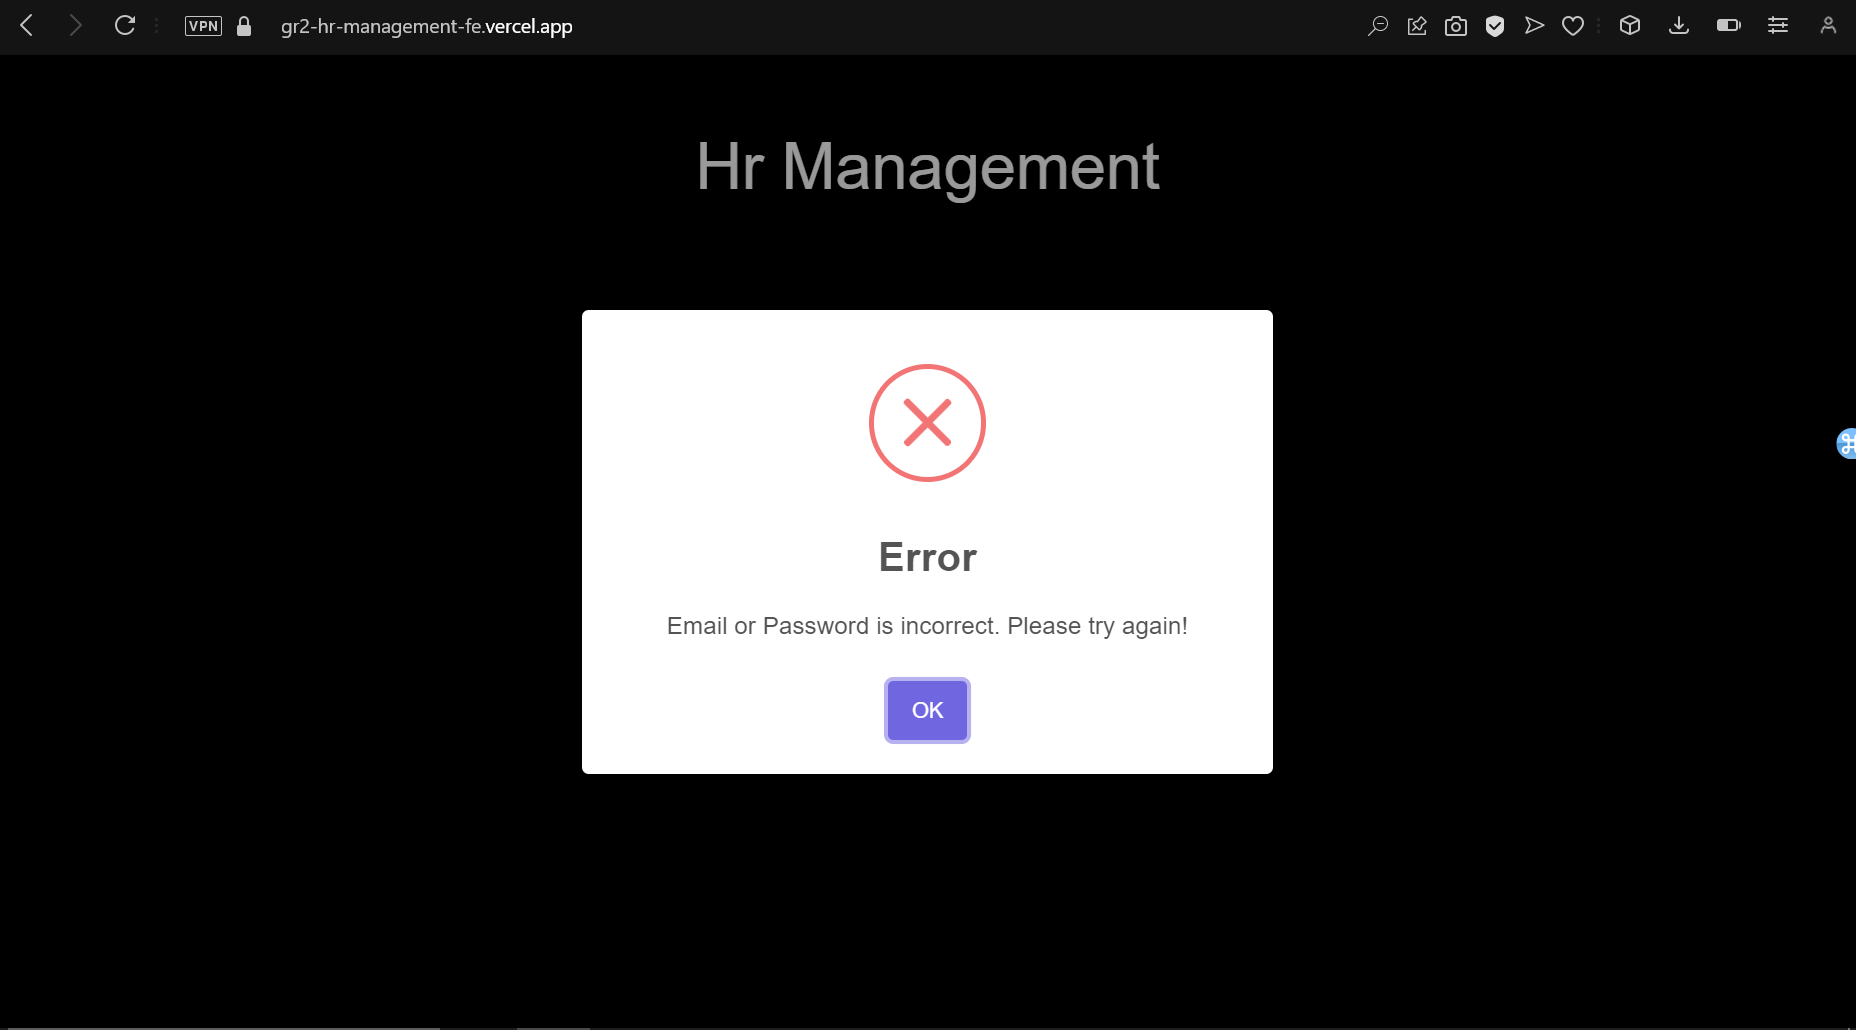 VPN
gr2-hr-management-fe.vercel.app
Hr Management
Error
Email or Password is incorrect. Please try again!
OK